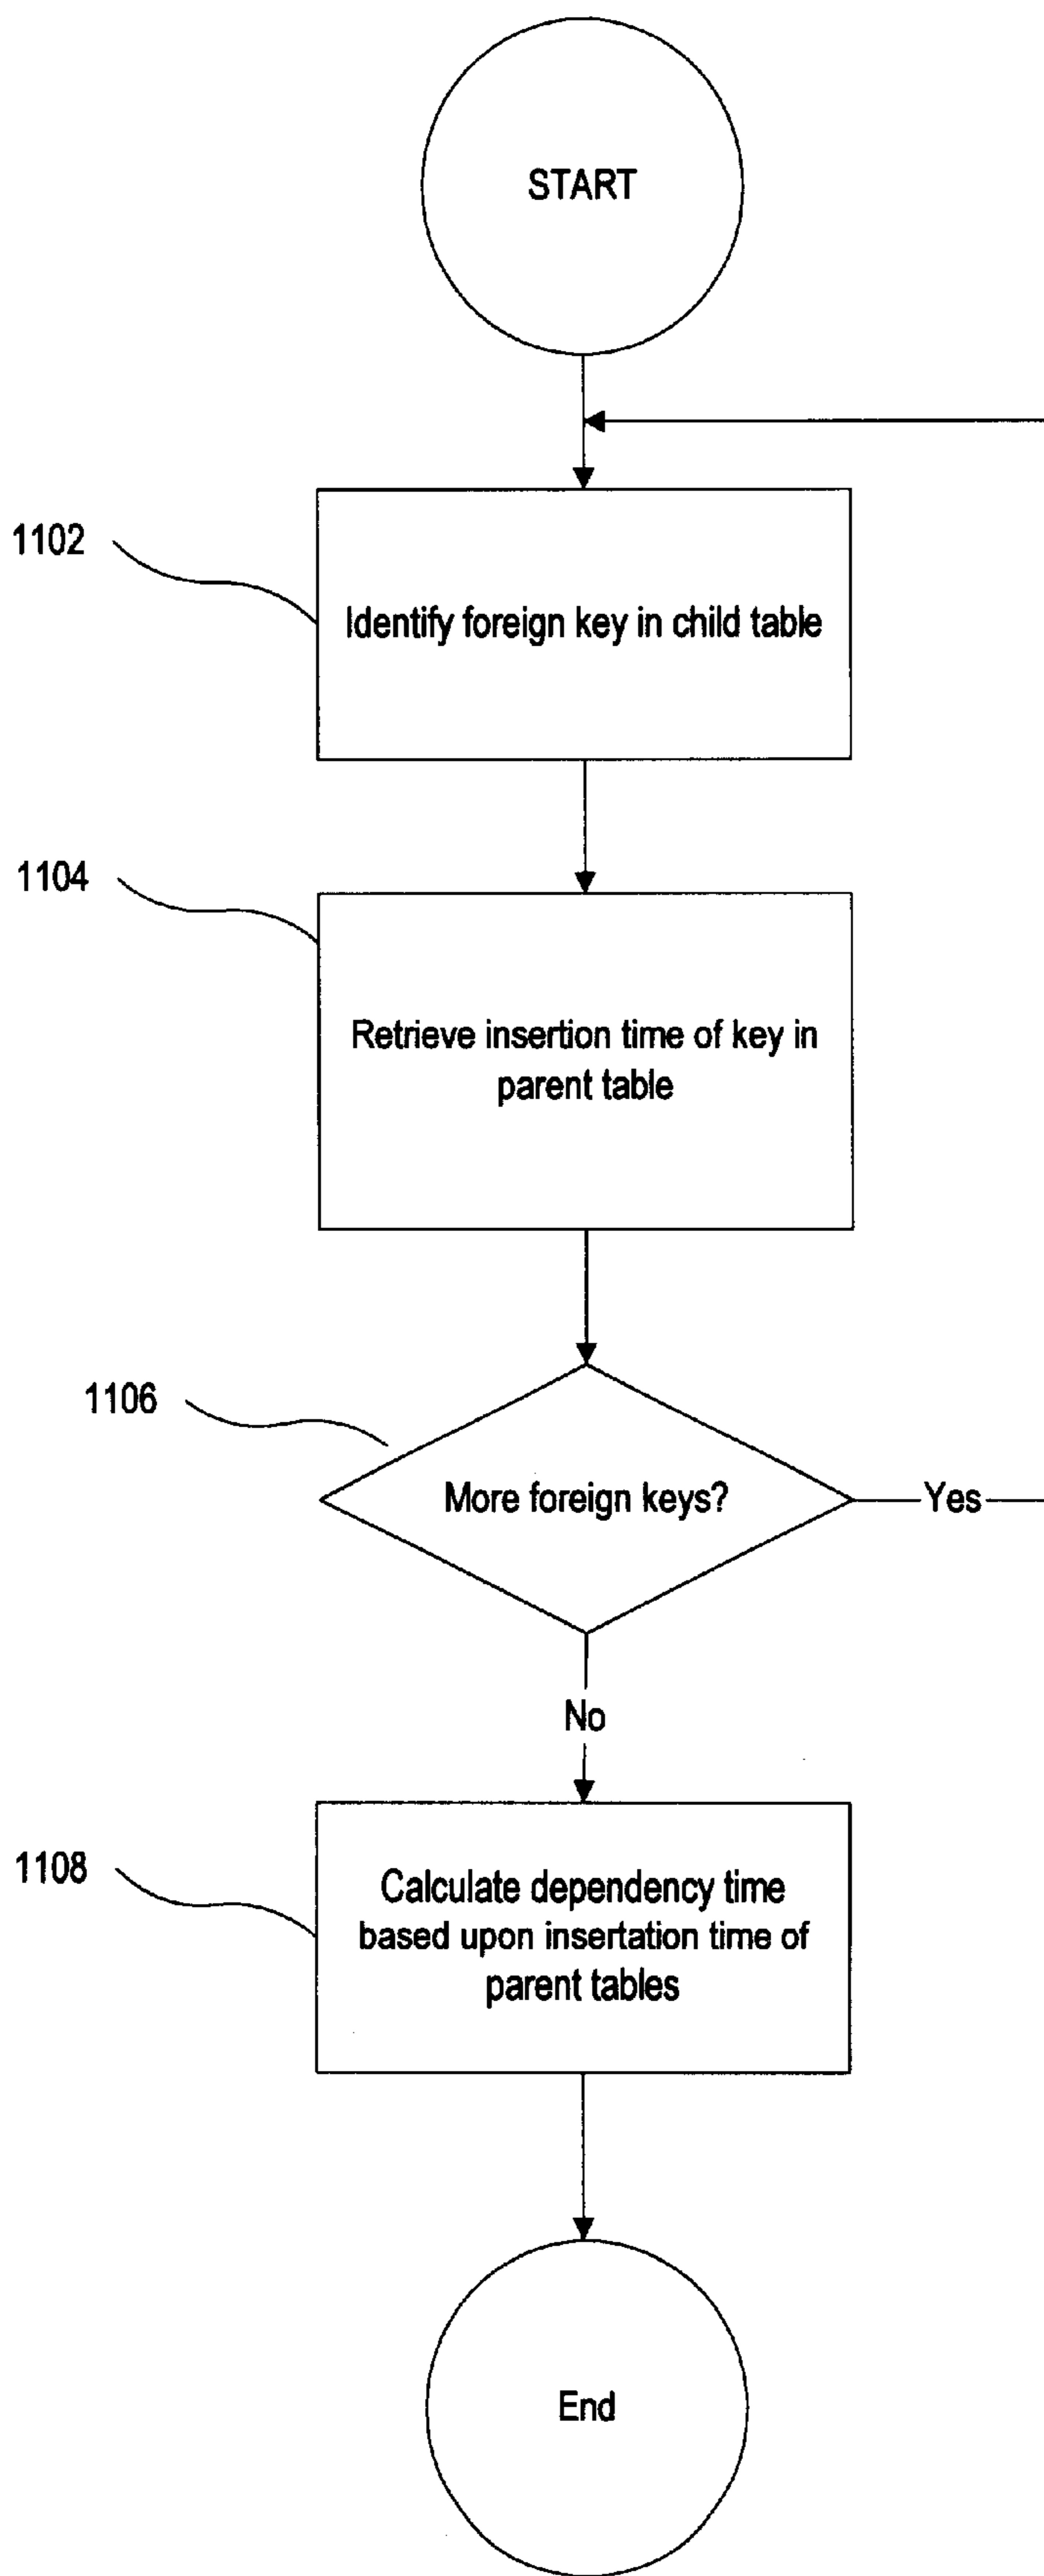 START
1102
Identify foreign key in child table
1104
Retrieve insertion time of key in
parent table
1106
More foreign keys?
Yes
No
1108
Calculate dependency time
based upon insertation time of
parent tables
End